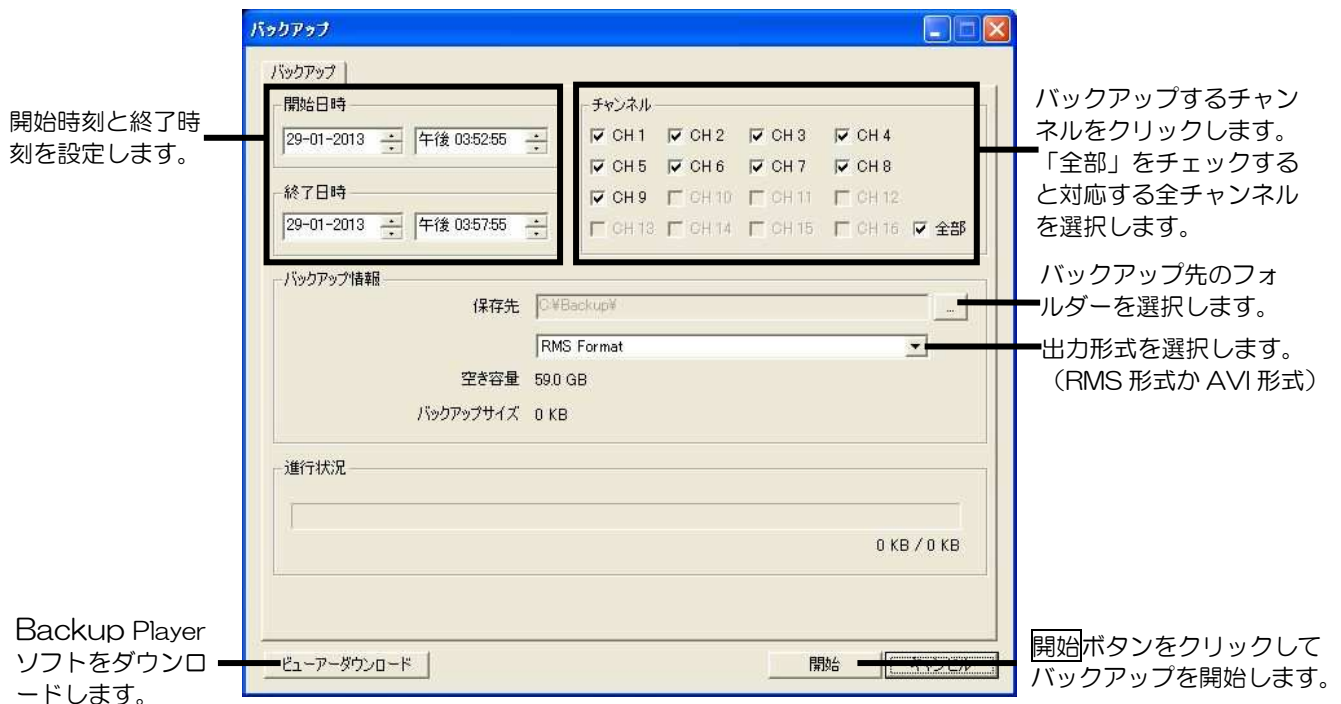 バックアップ
バックアップ
開始日時
29-01-2013 午後 03:52:55
終了日時
29-01-2013 午後 03:57:55
チャンネル
CH 1 CH 2 CH 3 CH 4
CH 5 CH 6 CH 7 CH 8
CH 9 CH 10 CH 11 CH 12
CH 13 CH 14 CH 15 CH 16 全部
バックアップ情報
保存先 C:¥Backup¥ ...
RMS Format
空き容量 59.0 GB
バックアップサイズ 0 KB
進行状況
0 KB / 0 KB
ビューアーダウンロード 開始 キャンセル
開始時刻と終了時
刻を設定します。
Backup Player
ソフトをダウンロ
ードします。
バックアップするチャン
ネルをクリックします。
「全部」をチェックする
と対応する全チャンネル
を選択します。
バックアップ先のフォ
ルダーを選択します。
出力形式を選択します。
（RMS 形式か AVI 形式）
開始ボタンをクリックして
バックアップを開始します。